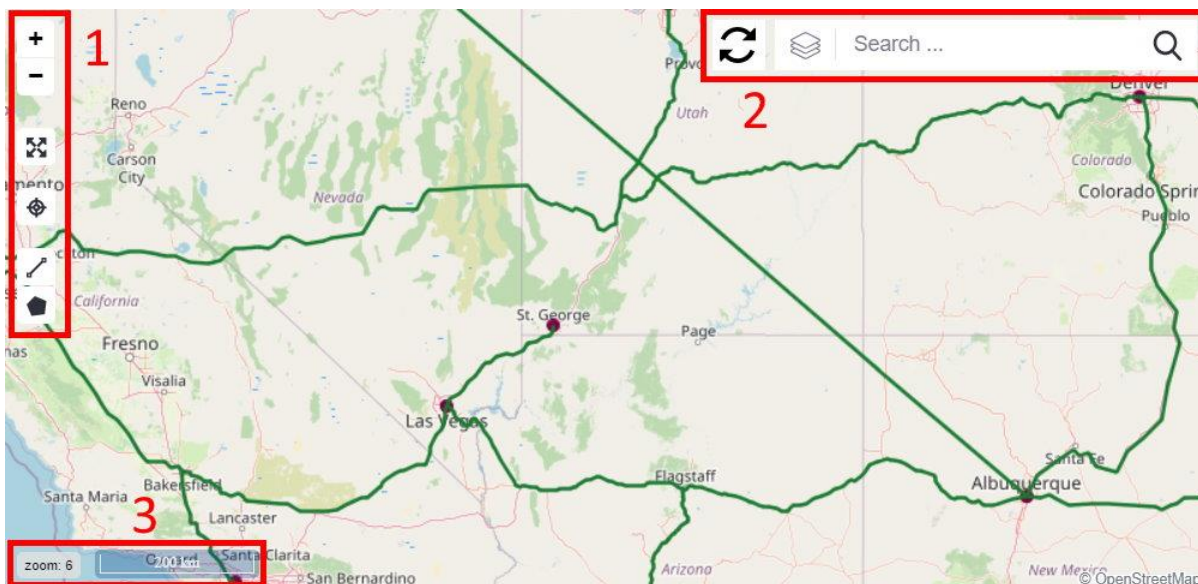 +
1
−
2
Search ...
Provo
Denver
Reno
Utah
Carson
City
Colorado
Nevada
Colorado Sprin
Pueblo
California
St. George
Page
Fresno
Visalia
Las Vegas
Santa Fe
Flagstaff
Albuquerque
Bakersfield
Santa Maria
3
Lancaster
zoom: 6
200 km
Santa Clarita
San Bernardino
Arizona
New Mexico
© OpenStreetMap